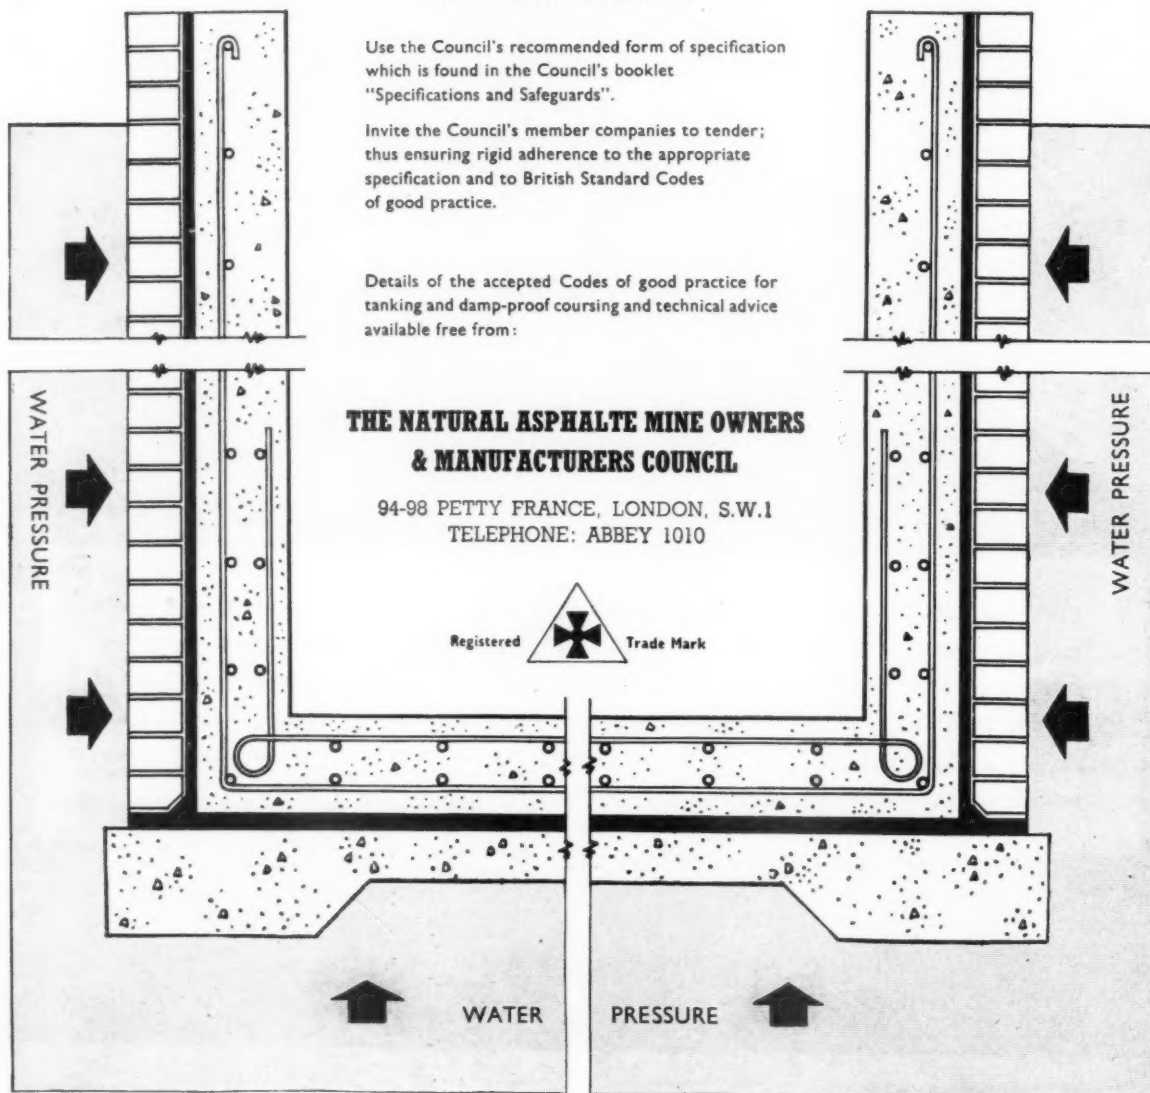 Use the Council's recommended form of specification
which is found in the Council's booklet
"Specifications and Safeguards".
Invite the Council's member companies to tender;
thus ensuring rigid adherence to the appropriate
specification and to British Standard Codes
of good practice.
Details of the accepted Codes of good practice for
tanking and damp-proof coursing and technical advice
available free from:
THE NATURAL ASPHALTE MINE OWNERS
& MANUFACTURERS COUNCIL
94-98 PETTY FRANCE, LONDON, S.W.1
TELEPHONE: ABBEY 1010
Registered Trade Mark
WATER PRESSURE
WATER PRESSURE
WATER PRESSURE